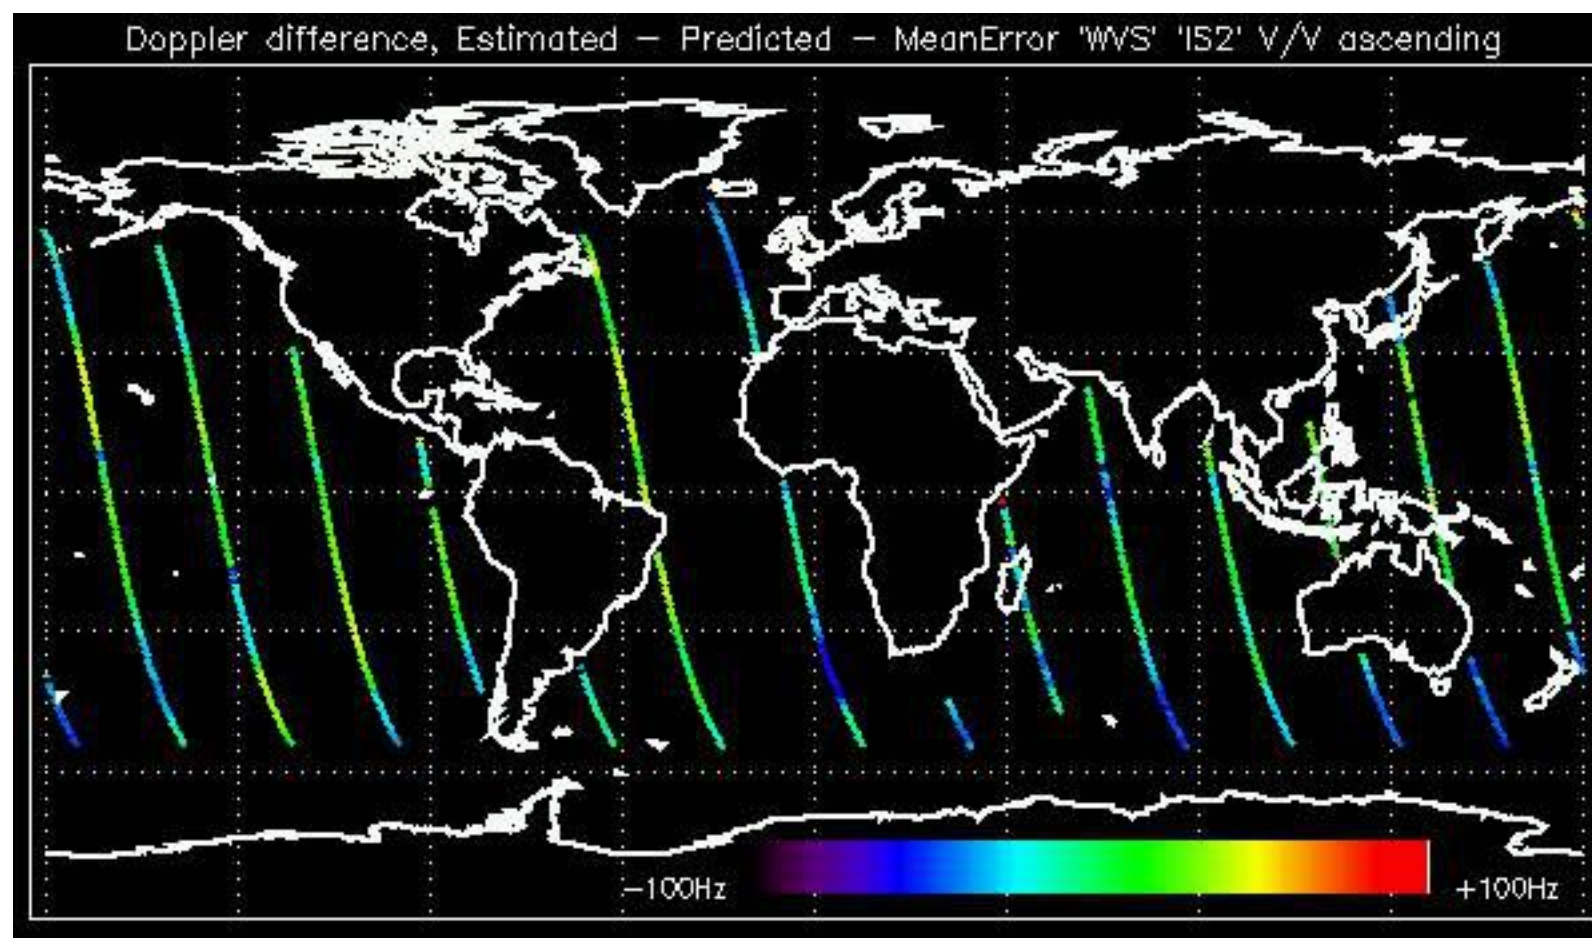 Doppler difference, Estimated – Predicted – MeanError 'WVS' 'IS2' V/V ascending
–100Hz
+100Hz